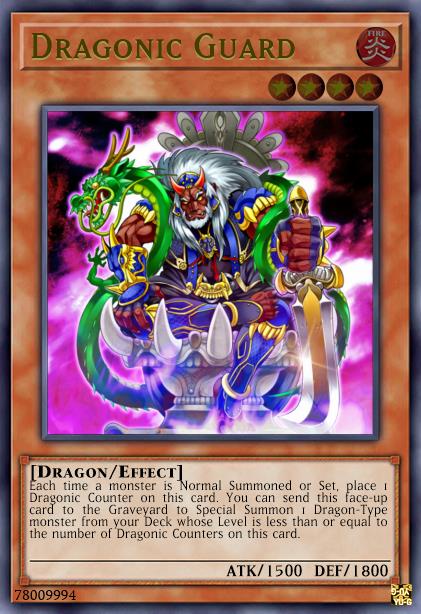 Dragonic Guard
FIRE
炎
[Dragon/Effect]
Each time a monster is Normal Summoned or Set, place 1
Dragonic Counter on this card. You can send this face-up
card to the Graveyard to Special Summon 1 Dragon-Type
monster from your Deck whose Level is less than or equal to
the number of Dragonic Counters on this card.
ATK/1500 DEF/1800
78009994